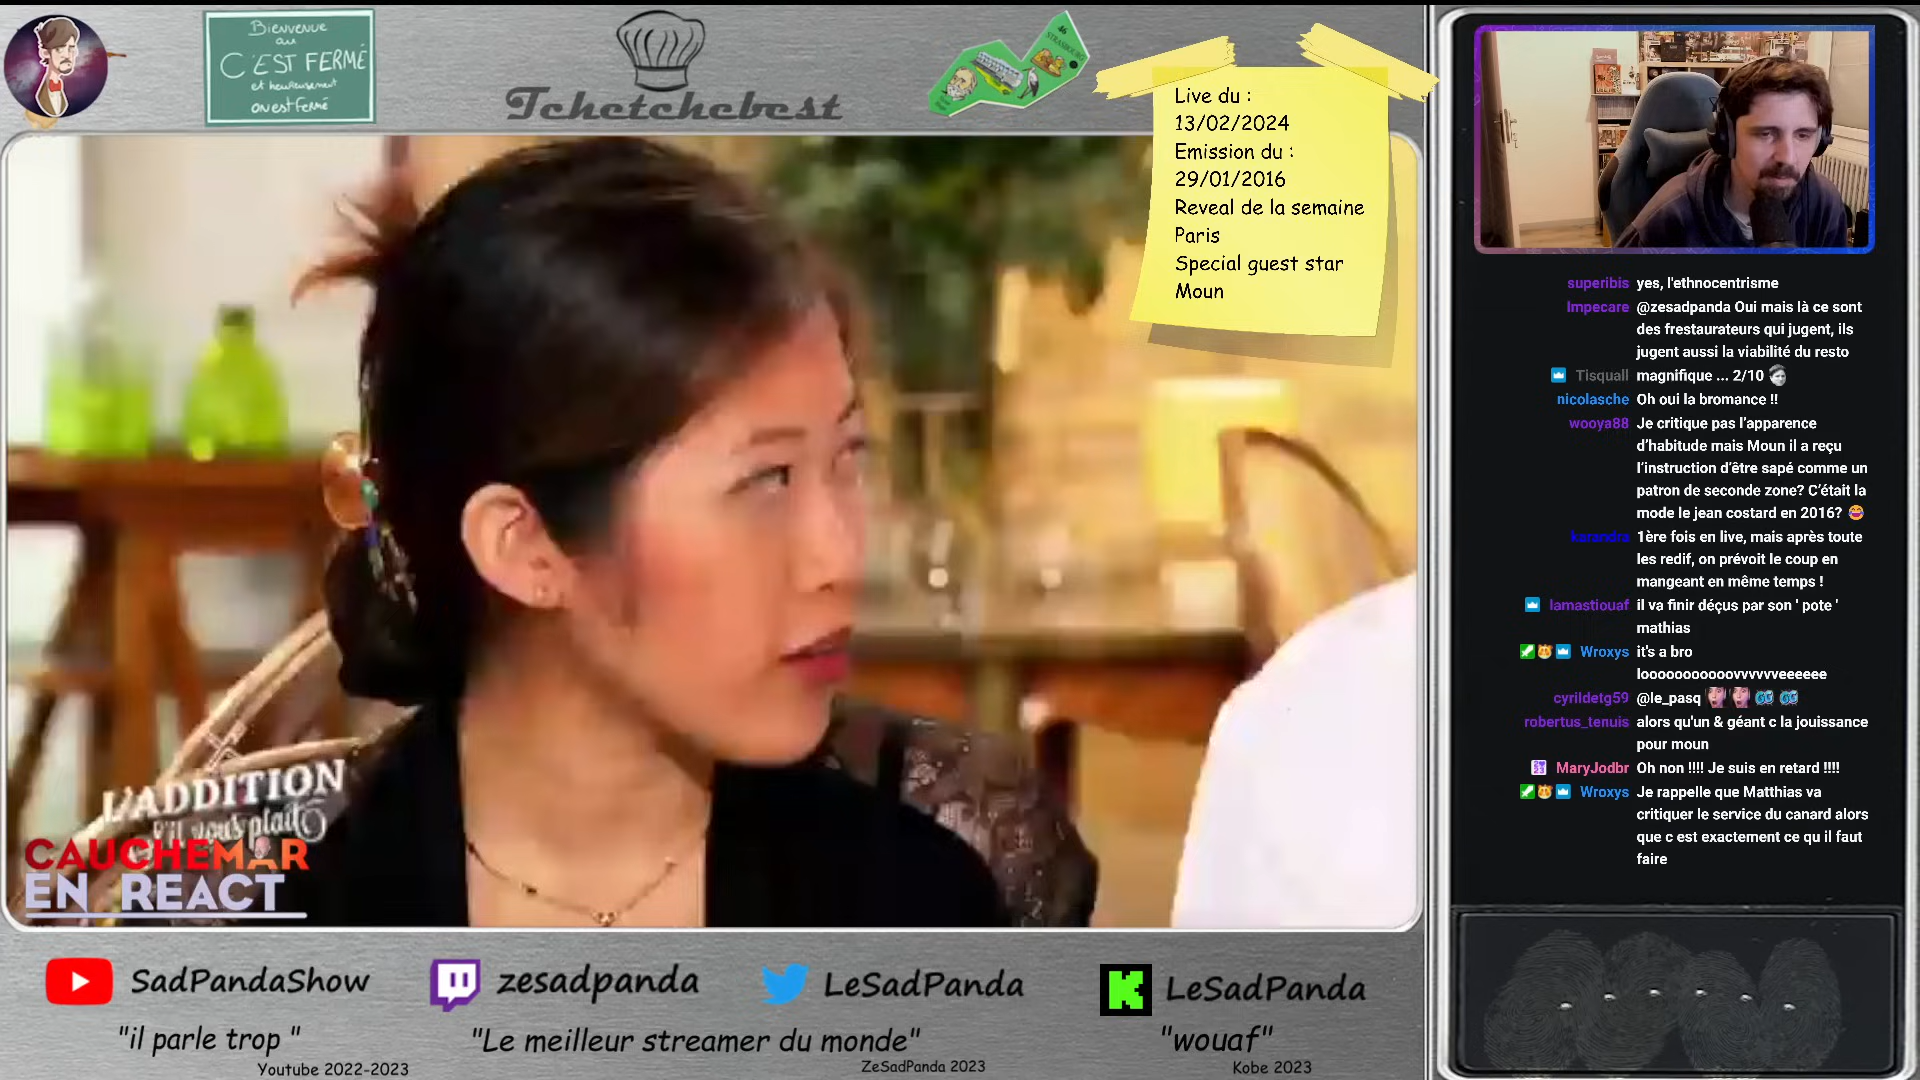 BIENVENUE
au
C'EST FERMÉ
et heureusement
ON est FERMÉ
Tchetchebest
STRASBOURG
Live du :
13/02/2024
Emission du :
29/01/2016
Reveal de la semaine
Paris
Special guest star
Moun
superibis yes, l'ethnocentrisme
Impecare @zesadpanda Oui mais là ce sont
des frestaurateurs qui jugent, ils
jugent aussi la viabilité du resto
Tisquall magnifique ... 2/10
nicolasche Oh oui la bromance !!
wooya88 Je critique pas l'apparence
d'habitude mais Moun il a reçu
l'instruction d'être sapé comme un
patron de seconde zone? C'était la
mode le jean costard en 2016? 😂
karandra 1ère fois en live, mais après toute
les redif, on prévoit le coup en
mangeant en même temps !
lamastiouaf il va finir déçus par son ' pote '
mathias
Wroxys it's a bro
looooooooooovvvvvveeeeee
cyrildetg59 @le_pasq
robertus_tenuis alors qu'un & géant c la jouissance
pour moun
MaryJodbr Oh non !!!! Je suis en retard !!!!
Wroxys Je rappelle que Matthias va
critiquer le service du canard alors
que c est exactement ce qu il faut
faire
L'ADDITION
s'il vous plaît
CAUCHEMAR
EN REACT
SadPandaShow
zesadpanda
LeSadPanda
LeSadPanda
"il parle trop "
Youtube 2022-2023
"Le meilleur streamer du monde"
ZeSadPanda 2023
"wouaf"
Kobe 2023